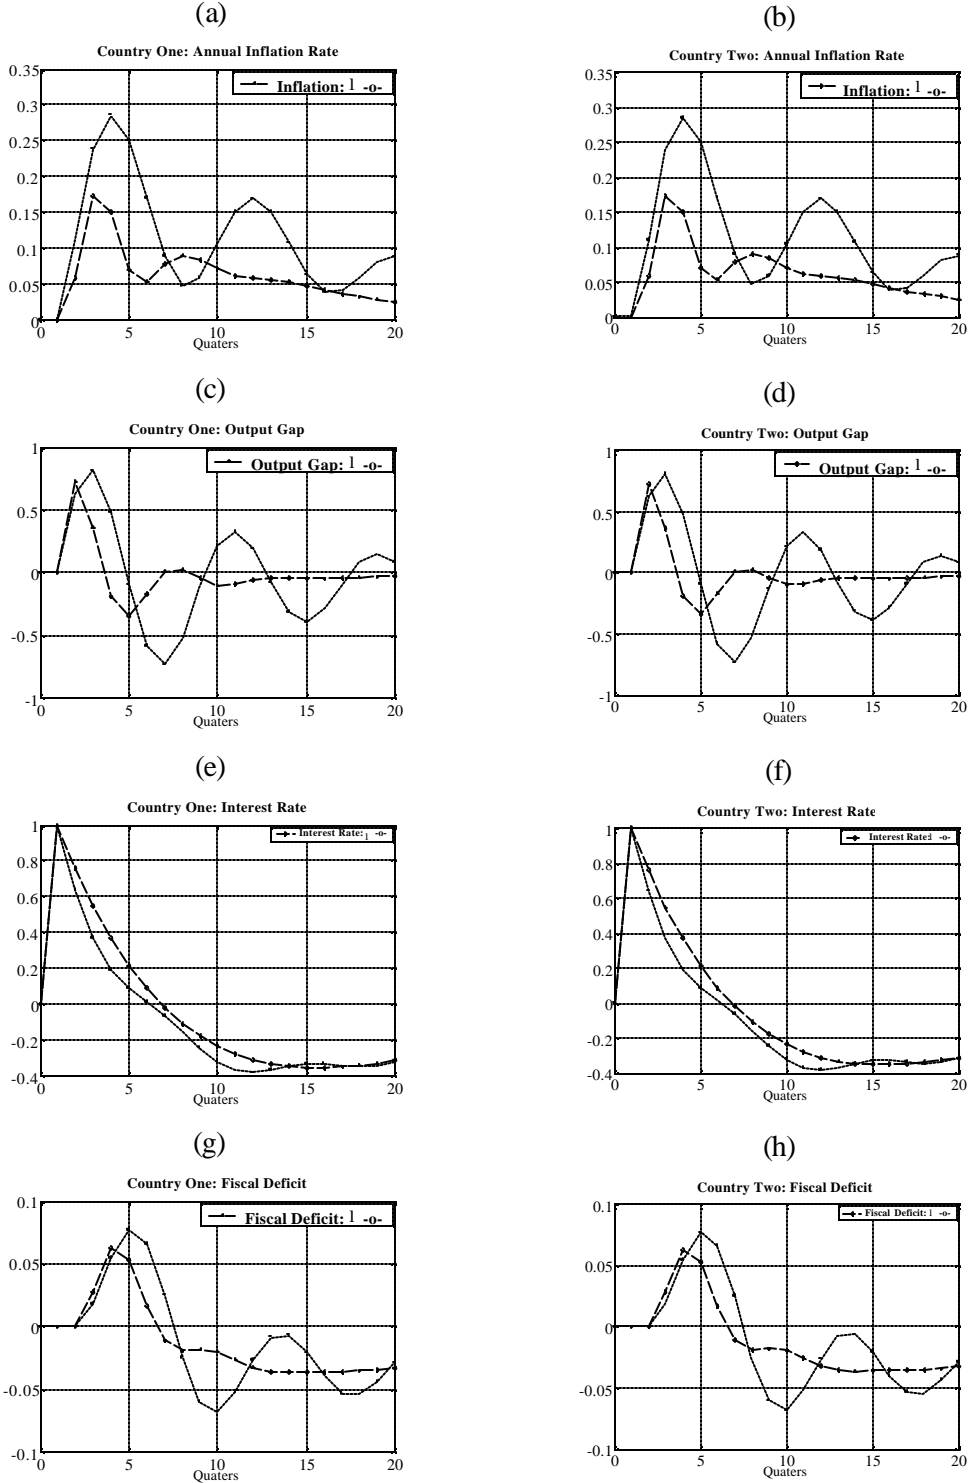 (a)
(b)
Country One: Annual Inflation Rate
Country Two: Annual Inflation Rate
Inflation: l -o-
Inflation: l -o-
0.35
0.3
0.25
0.2
0.15
0.1
0.05
0
0 5 10 15 20
Quaters
0.35
0.3
0.25
0.2
0.15
0.1
0.05
0
0 5 10 15 20
Quaters
(c)
(d)
Country One: Output Gap
Country Two: Output Gap
Output Gap: l -o-
Output Gap: l -o-
1
0.5
0
-0.5
-1
0 5 10 15 20
Quaters
1
0.5
0
-0.5
-1
0 5 10 15 20
Quaters
(e)
(f)
Country One: Interest Rate
Country Two: Interest Rate
Interest Rate: l -o-
Interest Rate: l -o-
1
0.8
0.6
0.4
0.2
0
-0.2
-0.4
0 5 10 15 20
Quaters
1
0.8
0.6
0.4
0.2
0
-0.2
-0.4
0 5 10 15 20
Quaters
(g)
(h)
Country One: Fiscal Deficit
Country Two: Fiscal Deficit
Fiscal Deficit: l -o-
Fiscal Deficit: l -o-
0.1
0.05
0
-0.05
-0.1
0 5 10 15 20
Quaters
0.1
0.05
0
-0.05
-0.1
0 5 10 15 20
Quaters